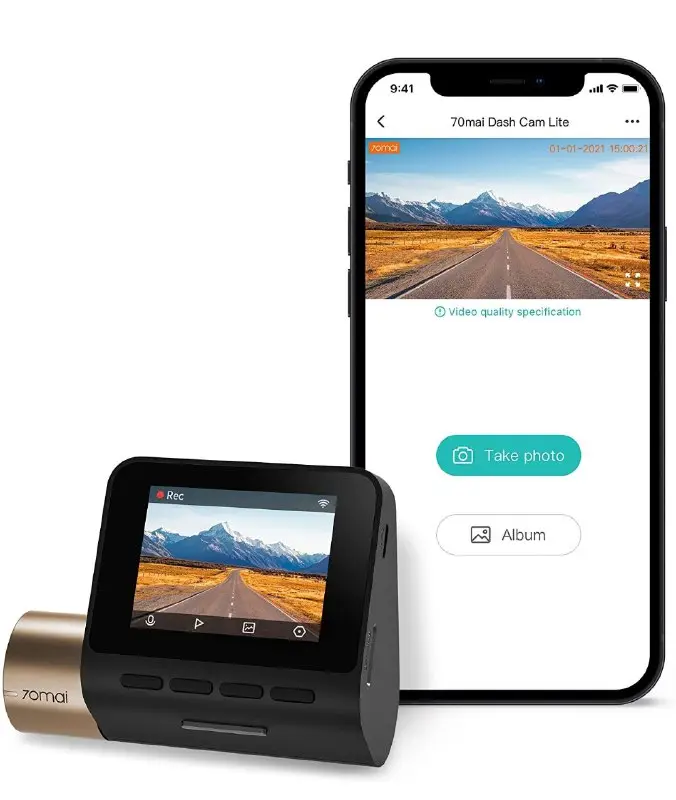 9:41
70mai Dash Cam Lite
70mai
01-01-2021 15:00:21
Video quality specification
Take photo
Album
Rec
70mai